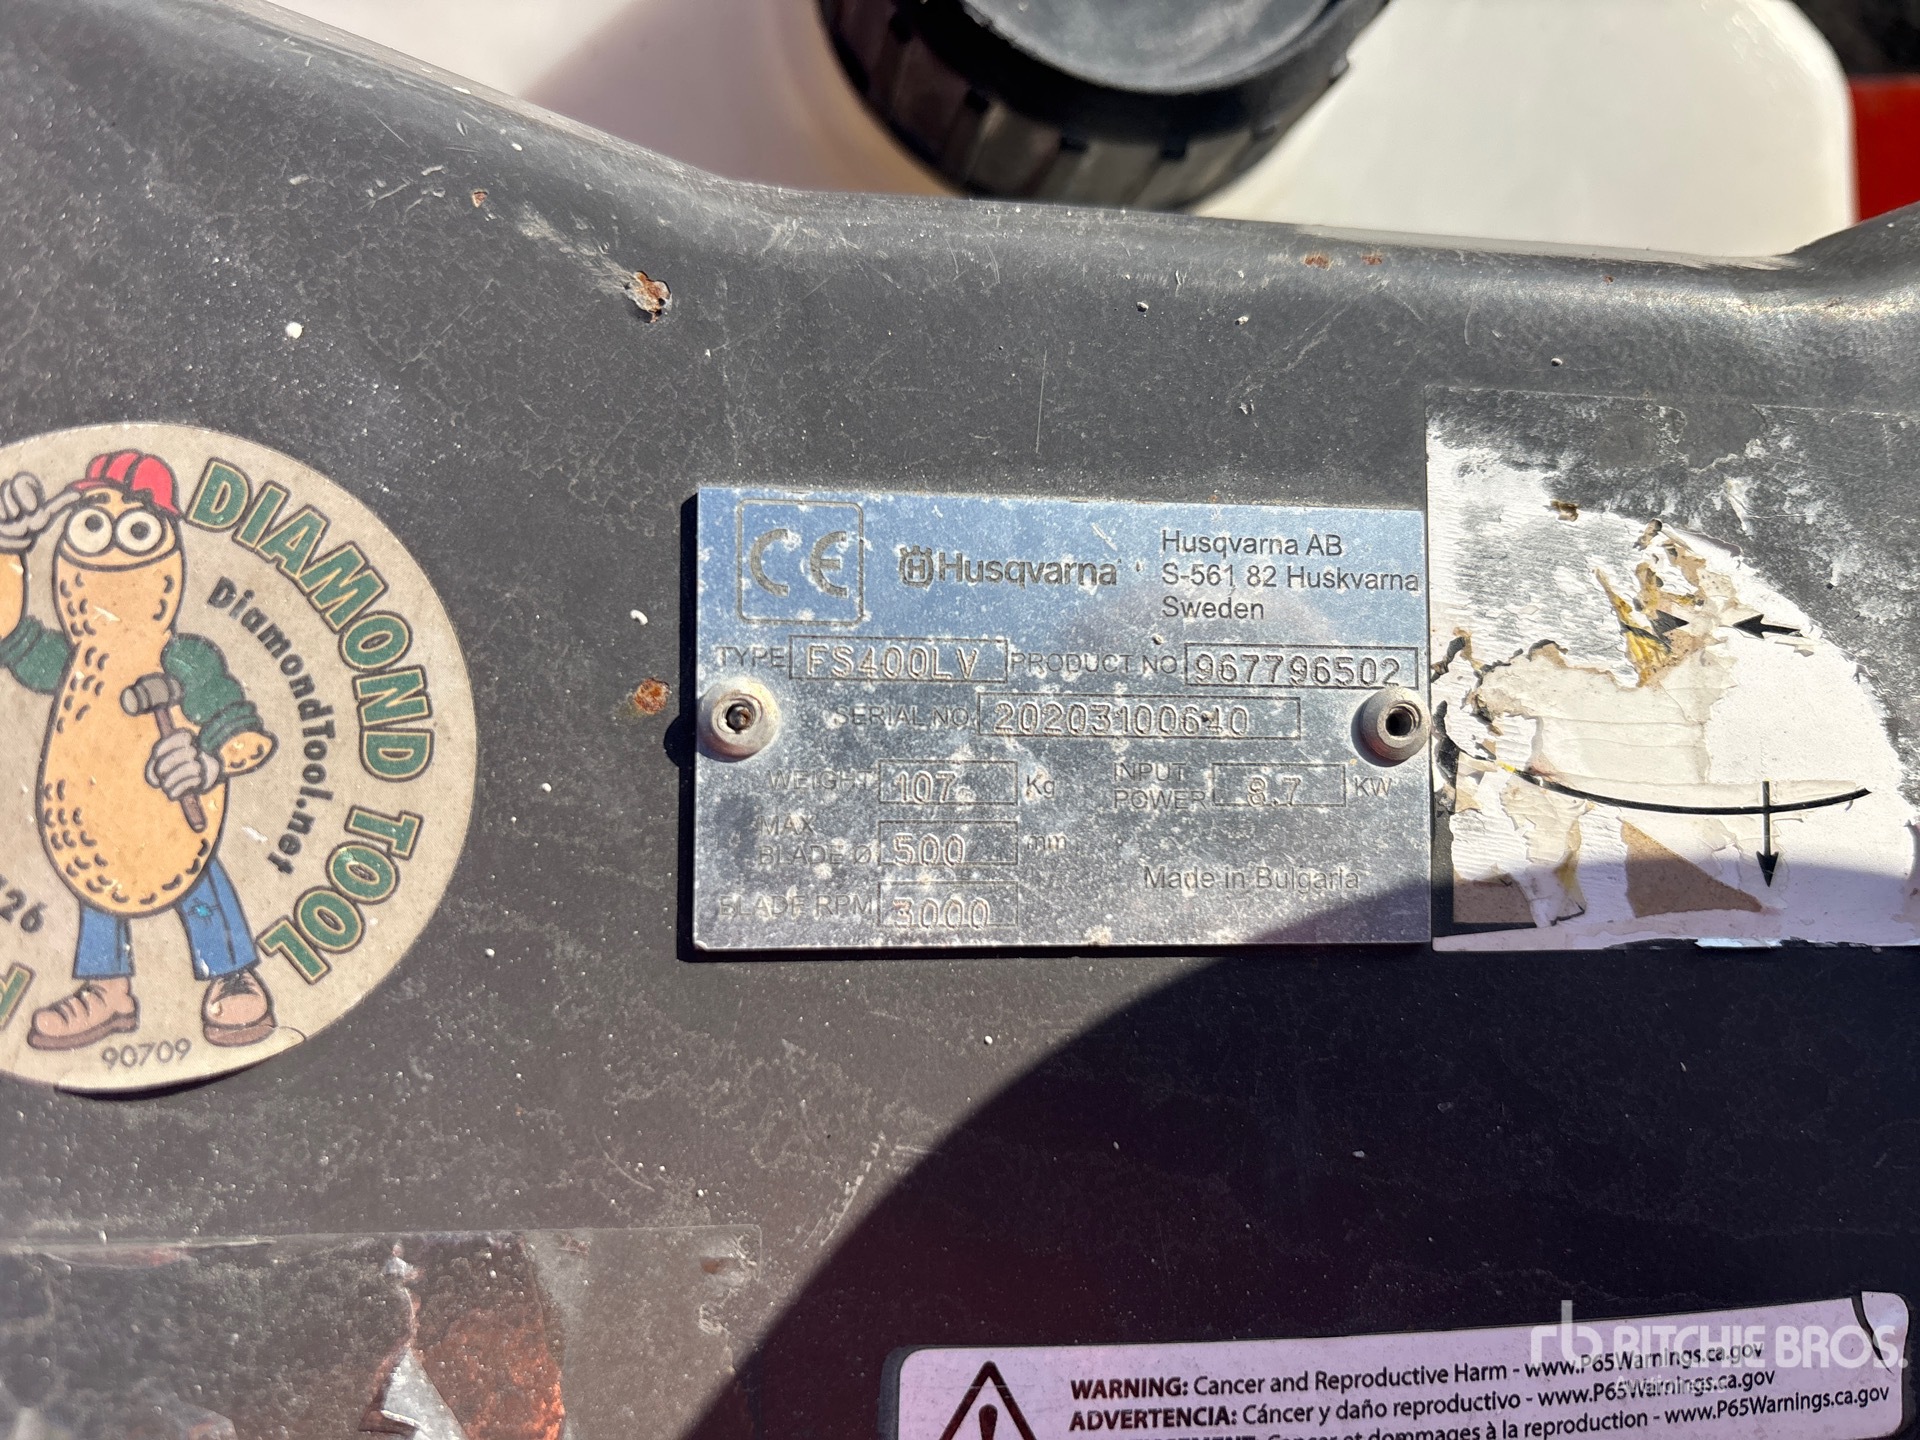 DIAMOND TOOL
DiamondTool.net
26
90709
CE
Husqvarna
Husqvarna AB
S-561 82 Huskvarna
Sweden
TYPE FS400LV PRODUCT NO 967796502
SERIAL NO. 20203100640
WEIGHT 107 Kg INPUT POWER 8.7 KW
MAX BLADE Ø 500 mm
BLADE RPM 3000
Made in Bulgaria
WARNING: Cancer and Reproductive Harm - www.P65Warnings.ca.gov
ADVERTENCIA: Cáncer y daño reproductivo - www.P65Warnings.ca.gov
Cancer et dommages à la reproduction - www.P65Warnings.ca.gov
rb RITCHIE BROS.